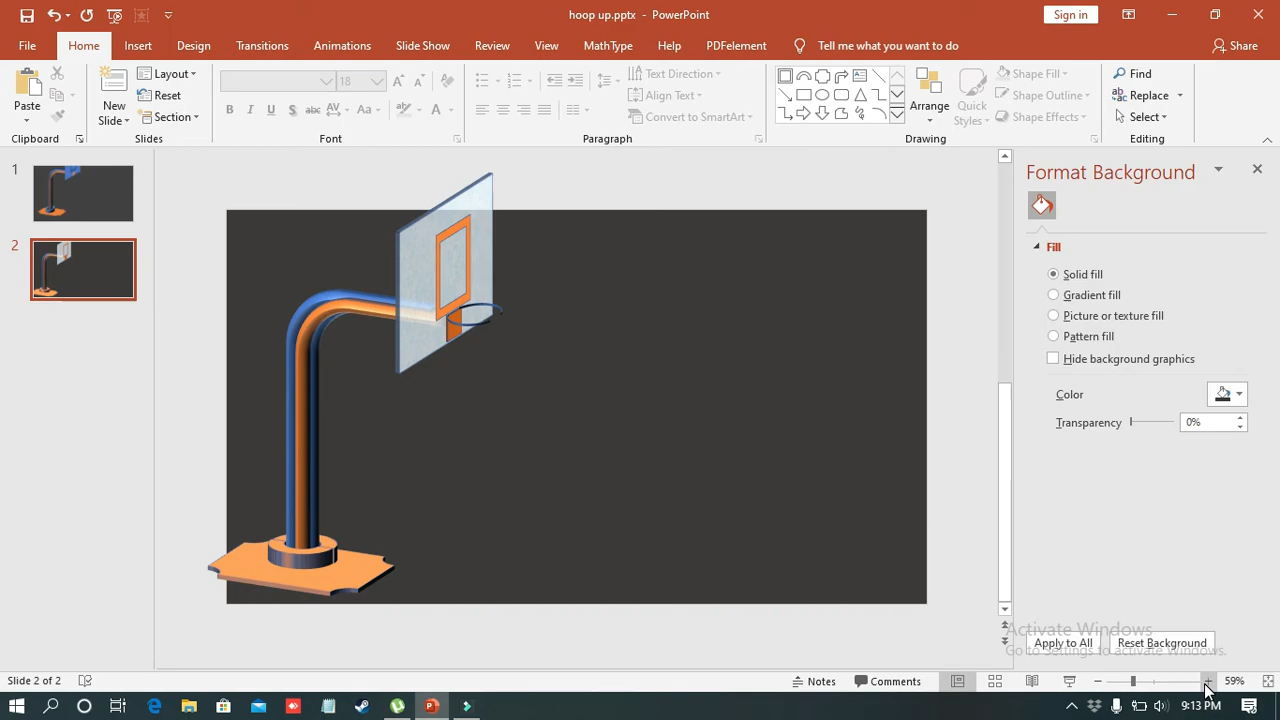 hoop up.pptx - PowerPoint
Sign in
File Home Insert Design Transitions Animations Slide Show Review View MathType Help PDFelement Tell me what you want to do Share
Paste
Clipboard
New Slide
Layout
Reset
Section
Slides
18
B I U S abc AV Aa A
Font
Paragraph
Text Direction
Align Text
Convert to SmartArt
Drawing
Arrange
Quick Styles
Shape Fill
Shape Outline
Shape Effects
Find
Replace
Select
Editing
1
2
Format Background
Fill
Solid fill
Gradient fill
Picture or texture fill
Pattern fill
Hide background graphics
Color
Transparency 0%
Activate Windows
Go to Settings to activate Windows.
Apply to All Reset Background
Slide 2 of 2 Notes Comments 59%
9:13 PM